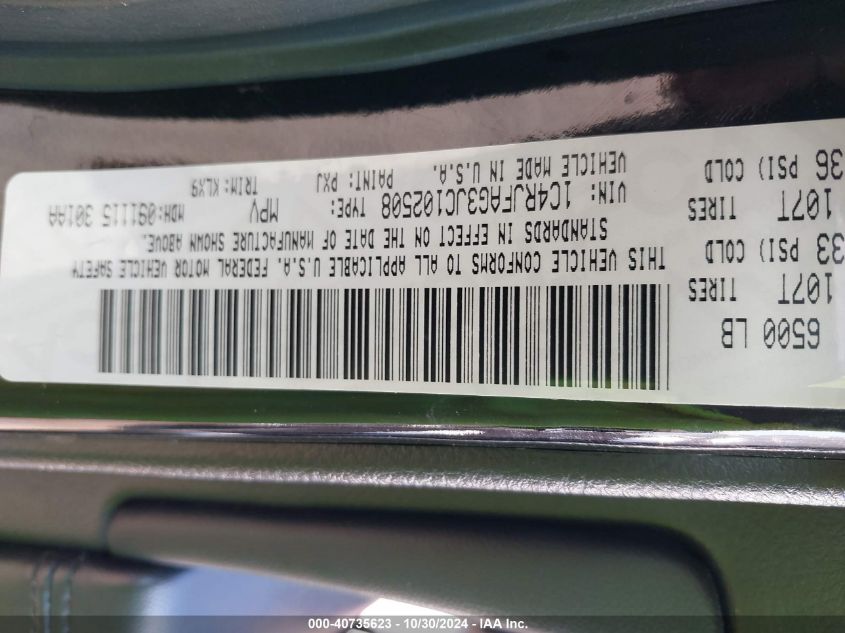 6500 LB
107T TIRES
33 PSI) COLD
107T TIRES
36 PSI) COLD
THIS VEHICLE CONFORMS TO ALL APPLICABLE U.S.A. FEDERAL MOTOR VEHICLE SAFETY
STANDARDS IN EFFECT ON THE DATE OF MANUFACTURE SHOWN ABOVE.
VIN: 1C4RJFAG3JC102508 TYPE: MPV MDH:091115 301AA
VEHICLE MADE IN U.S.A. PAINT: PXJ TRIM: KLX9
000-40735623 - 10/30/2024 - IAA Inc.